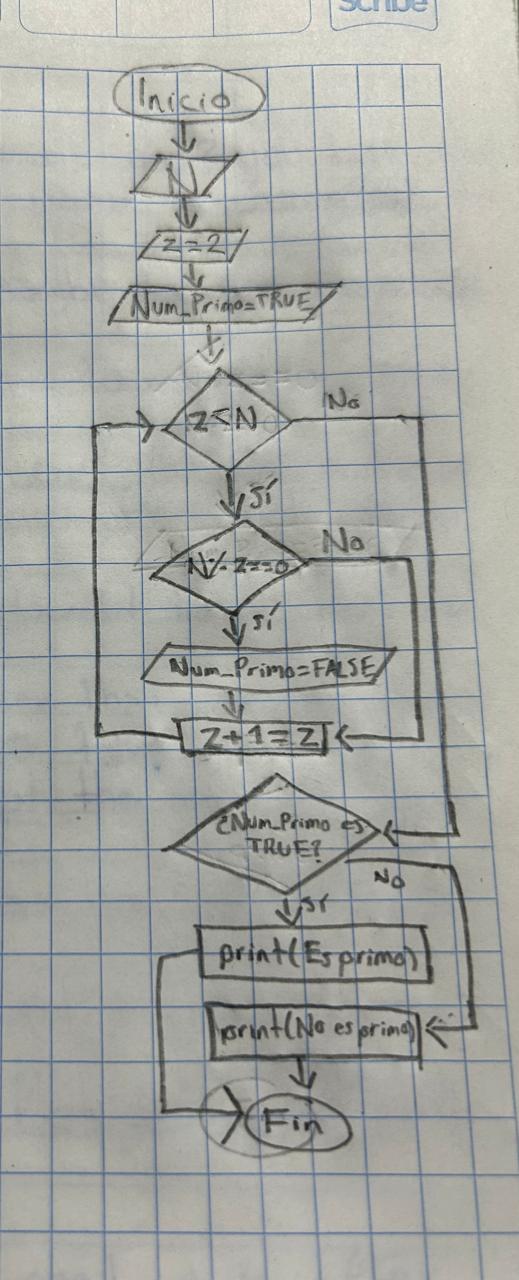 Scribe
Inicio
N
z=2
Num_Primo=TRUE
z<N
No
Sí
N%z==0
No
Sí
Num_Primo=FALSE
z+1=z
¿Num_Primo es
TRUE?
No
Sí
print(Es primo)
print(No es primo)
Fin